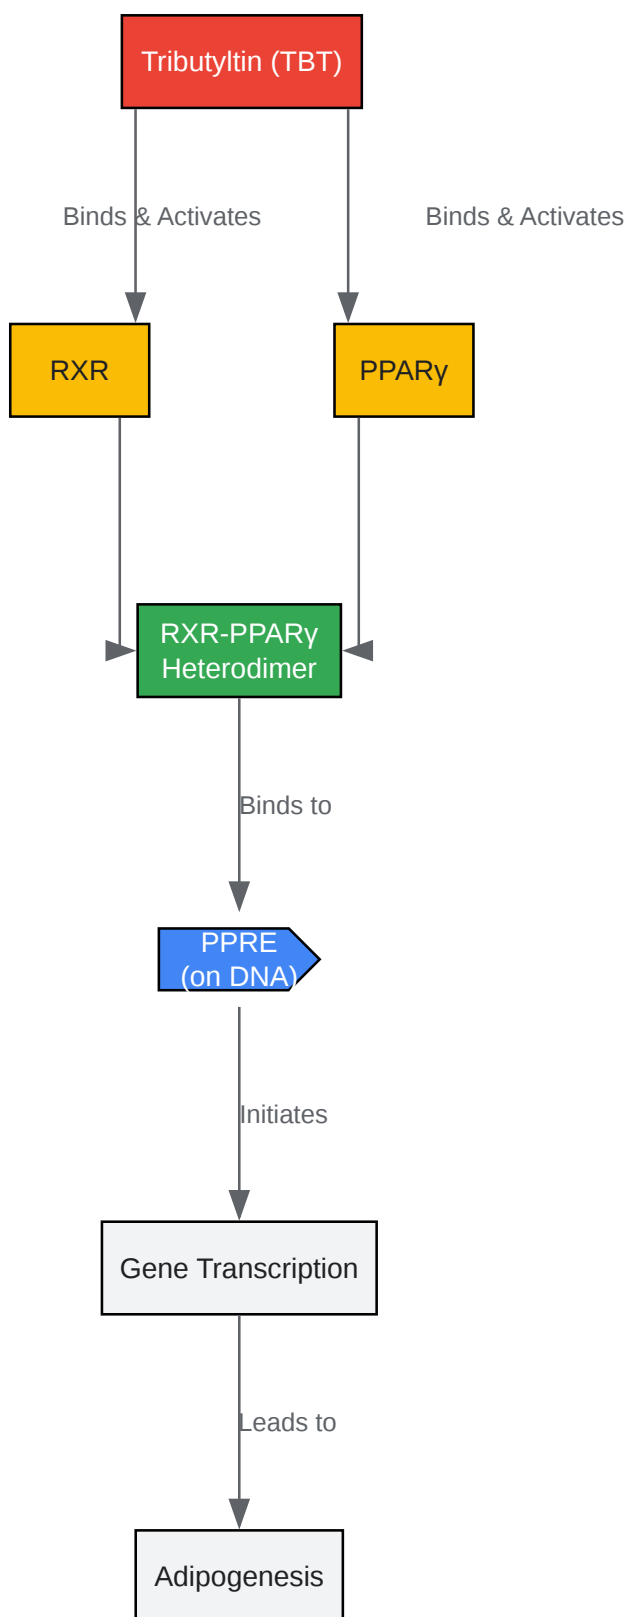 Tributyltin (TBT)
Binds & Activates
Binds & Activates
RXR
PPARγ
RXR-PPARγ
Heterodimer
Binds to
PPRE
(on DNA)
Initiates
Gene Transcription
Leads to
Adipogenesis